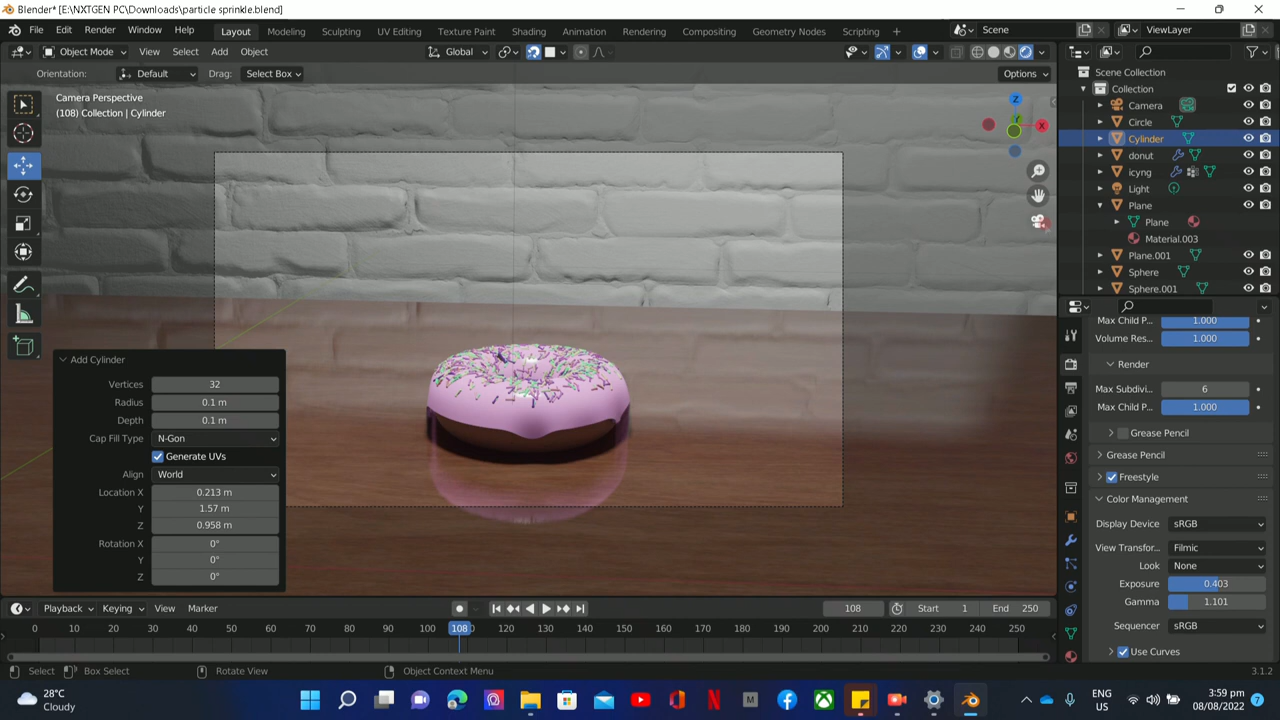 Blender* [E:\NXTGEN PC\Downloads\particle sprinkle.blend]
File Edit Render Window Help Layout Modeling Sculpting UV Editing Texture Paint Shading Animation Rendering Compositing Geometry Nodes Scripting + Scene ViewLayer
Object Mode View Select Add Object Global
Orientation: Default Drag: Select Box Options
Camera Perspective
(108) Collection | Cylinder
Z
Y
X
Add Cylinder
Vertices 32
Radius 0.1 m
Depth 0.1 m
Cap Fill Type N-Gon
Generate UVs
Align World
Location X 0.213 m
Y 1.57 m
Z 0.958 m
Rotation X 0°
Y 0°
Z 0°
Scene Collection
Collection
Camera
Circle
Cylinder
donut
icyng
Light
Plane
Plane
Material.003
Plane.001
Sphere
Sphere.001
Max Child P... 1.000
Volume Res... 1.000
Render
Max Subdivi... 6
Max Child P... 1.000
Grease Pencil
Grease Pencil
Freestyle
Color Management
Display Device sRGB
View Transfor... Filmic
Look None
Exposure 0.403
Gamma 1.101
Sequencer sRGB
Use Curves
Playback Keying View Marker 108 Start 1 End 250
0 10 20 30 40 50 60 70 80 90 100 108 120 130 140 150 160 170 180 190 200 210 220 230 240 250
Select Box Select Rotate View Object Context Menu 3.1.2
28°C
Cloudy
ENG
US
3:59 pm
08/08/2022